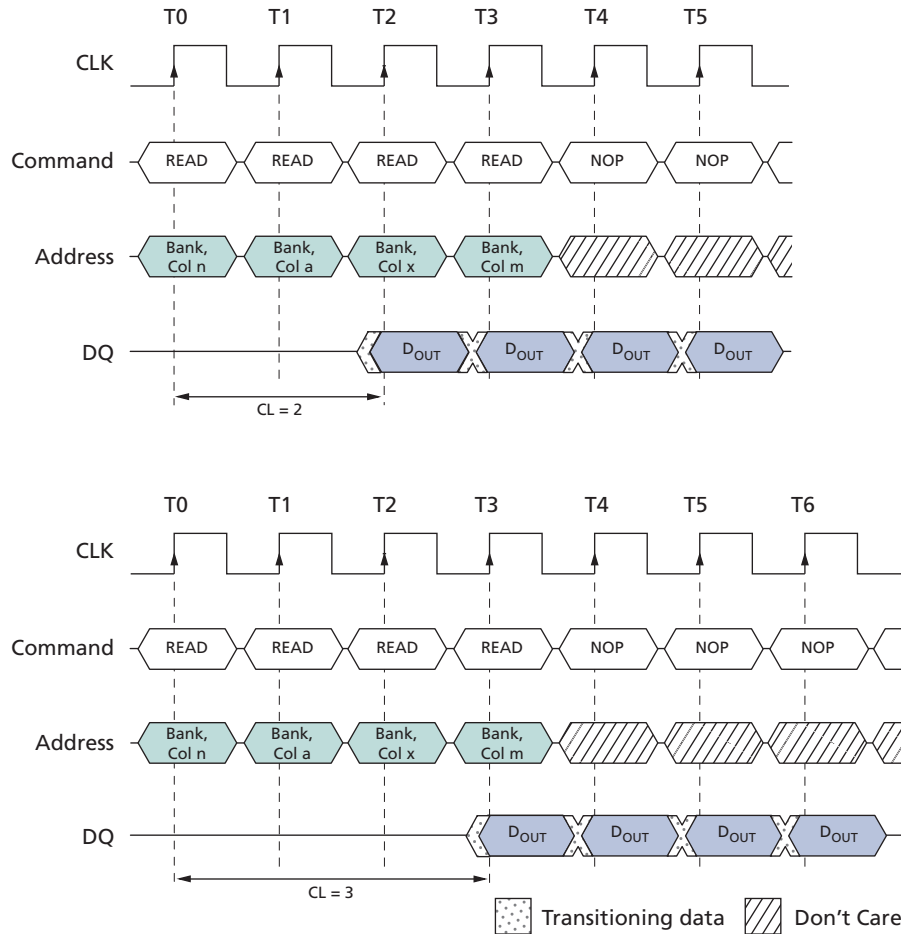 T0 T1 T2 T3 T4 T5
CLK
Command READ READ READ READ NOP NOP
Address Bank, Col n Bank, Col a Bank, Col x Bank, Col m
DQ DOUT DOUT DOUT DOUT
CL = 2
T0 T1 T2 T3 T4 T5 T6
CLK
Command READ READ READ READ NOP NOP NOP
Address Bank, Col n Bank, Col a Bank, Col x Bank, Col m
DQ DOUT DOUT DOUT DOUT
CL = 3
Transitioning data Don't Care